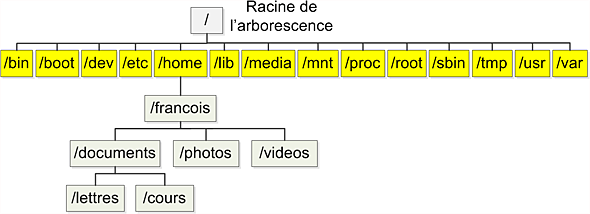 /
Racine de
l'arborescence
/bin /boot /dev /etc /home /lib /media /mnt /proc /root /sbin /tmp /usr /var
/francois
/documents /photos /videos
/lettres /cours